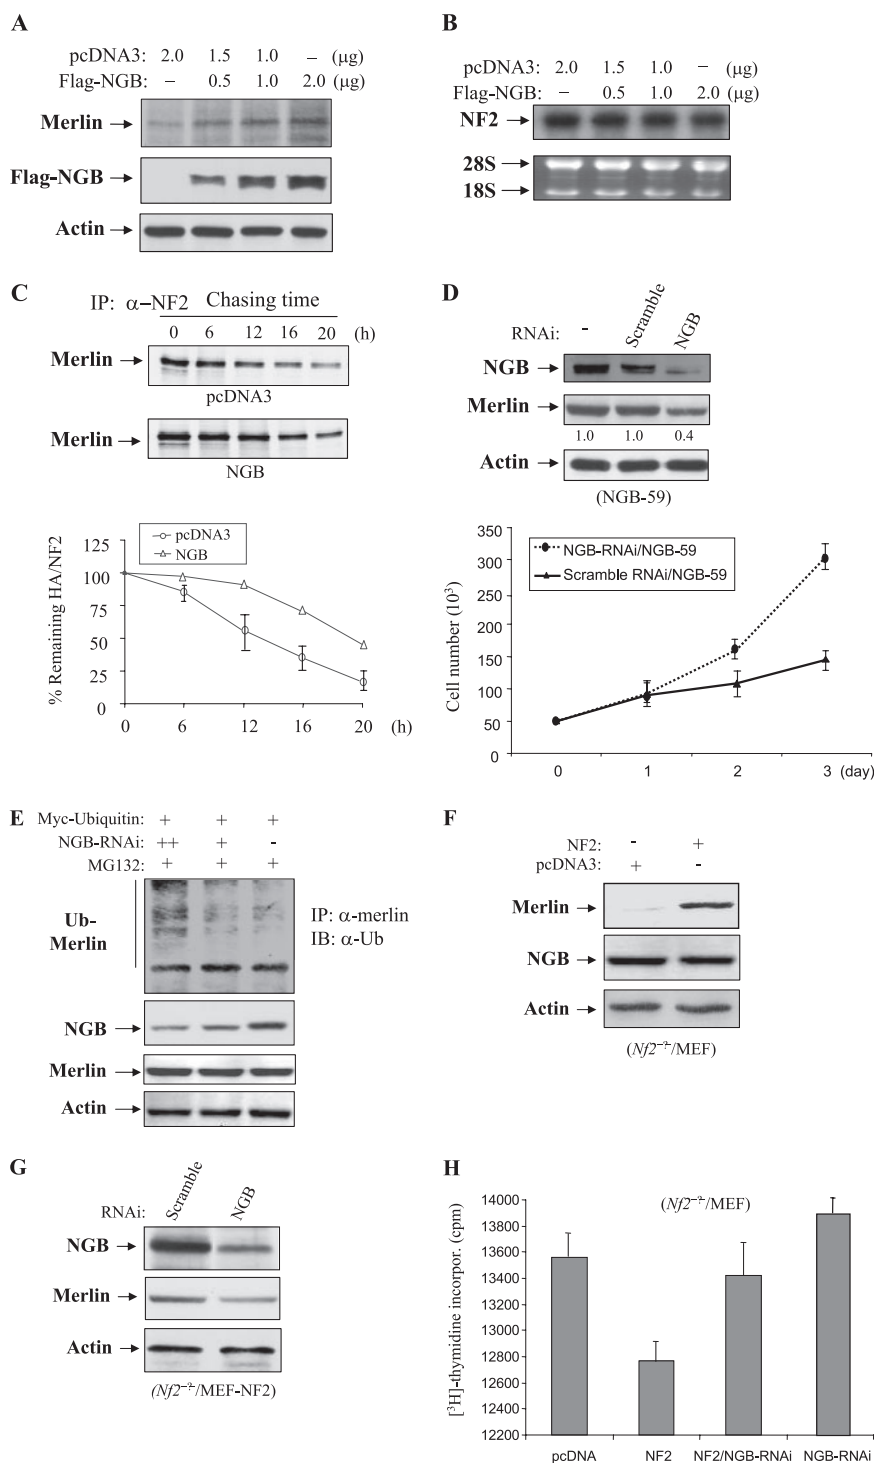 A
pcDNA3: 2.0 1.5 1.0 – (μg)
Flag-NGB: – 0.5 1.0 2.0 (μg)
Merlin
Flag-NGB
Actin
B
pcDNA3: 2.0 1.5 1.0 – (μg)
Flag-NGB: – 0.5 1.0 2.0 (μg)
NF2
28S
18S
C
IP: α–NF2 Chasing time
0 6 12 16 20 (h)
Merlin
pcDNA3
Merlin
NGB
pcDNA3
NGB
% Remaining HA/NF2
125
100
75
50
25
0
0 6 12 16 20 (h)
D
RNAi: - Scramble NGB
NGB
Merlin
1.0 1.0 0.4
Actin
(NGB-59)
NGB-RNAi/NGB-59
Scramble RNAi/NGB-59
Cell number (10³)
350
300
250
200
150
100
50
0
0 1 2 3 (day)
E
Myc-Ubiquitin: + + +
NGB-RNAi: ++ + -
MG132: + + +
Ub-
Merlin
IP: α-merlin
IB: α-Ub
NGB
Merlin
Actin
F
NF2: - +
pcDNA3: + -
Merlin
NGB
Actin
(Nf2⁻ᐟ⁻/MEF)
G
RNAi: Scramble NGB
NGB
Merlin
Actin
(Nf2⁻ᐟ⁻/MEF-NF2)
H
(Nf2⁻ᐟ⁻/MEF)
[³H]-thymidine incorpor. (cpm)
14000
13800
13600
13400
13200
13000
12800
12600
12400
12200
pcDNA NF2 NF2/NGB-RNAi NGB-RNAi